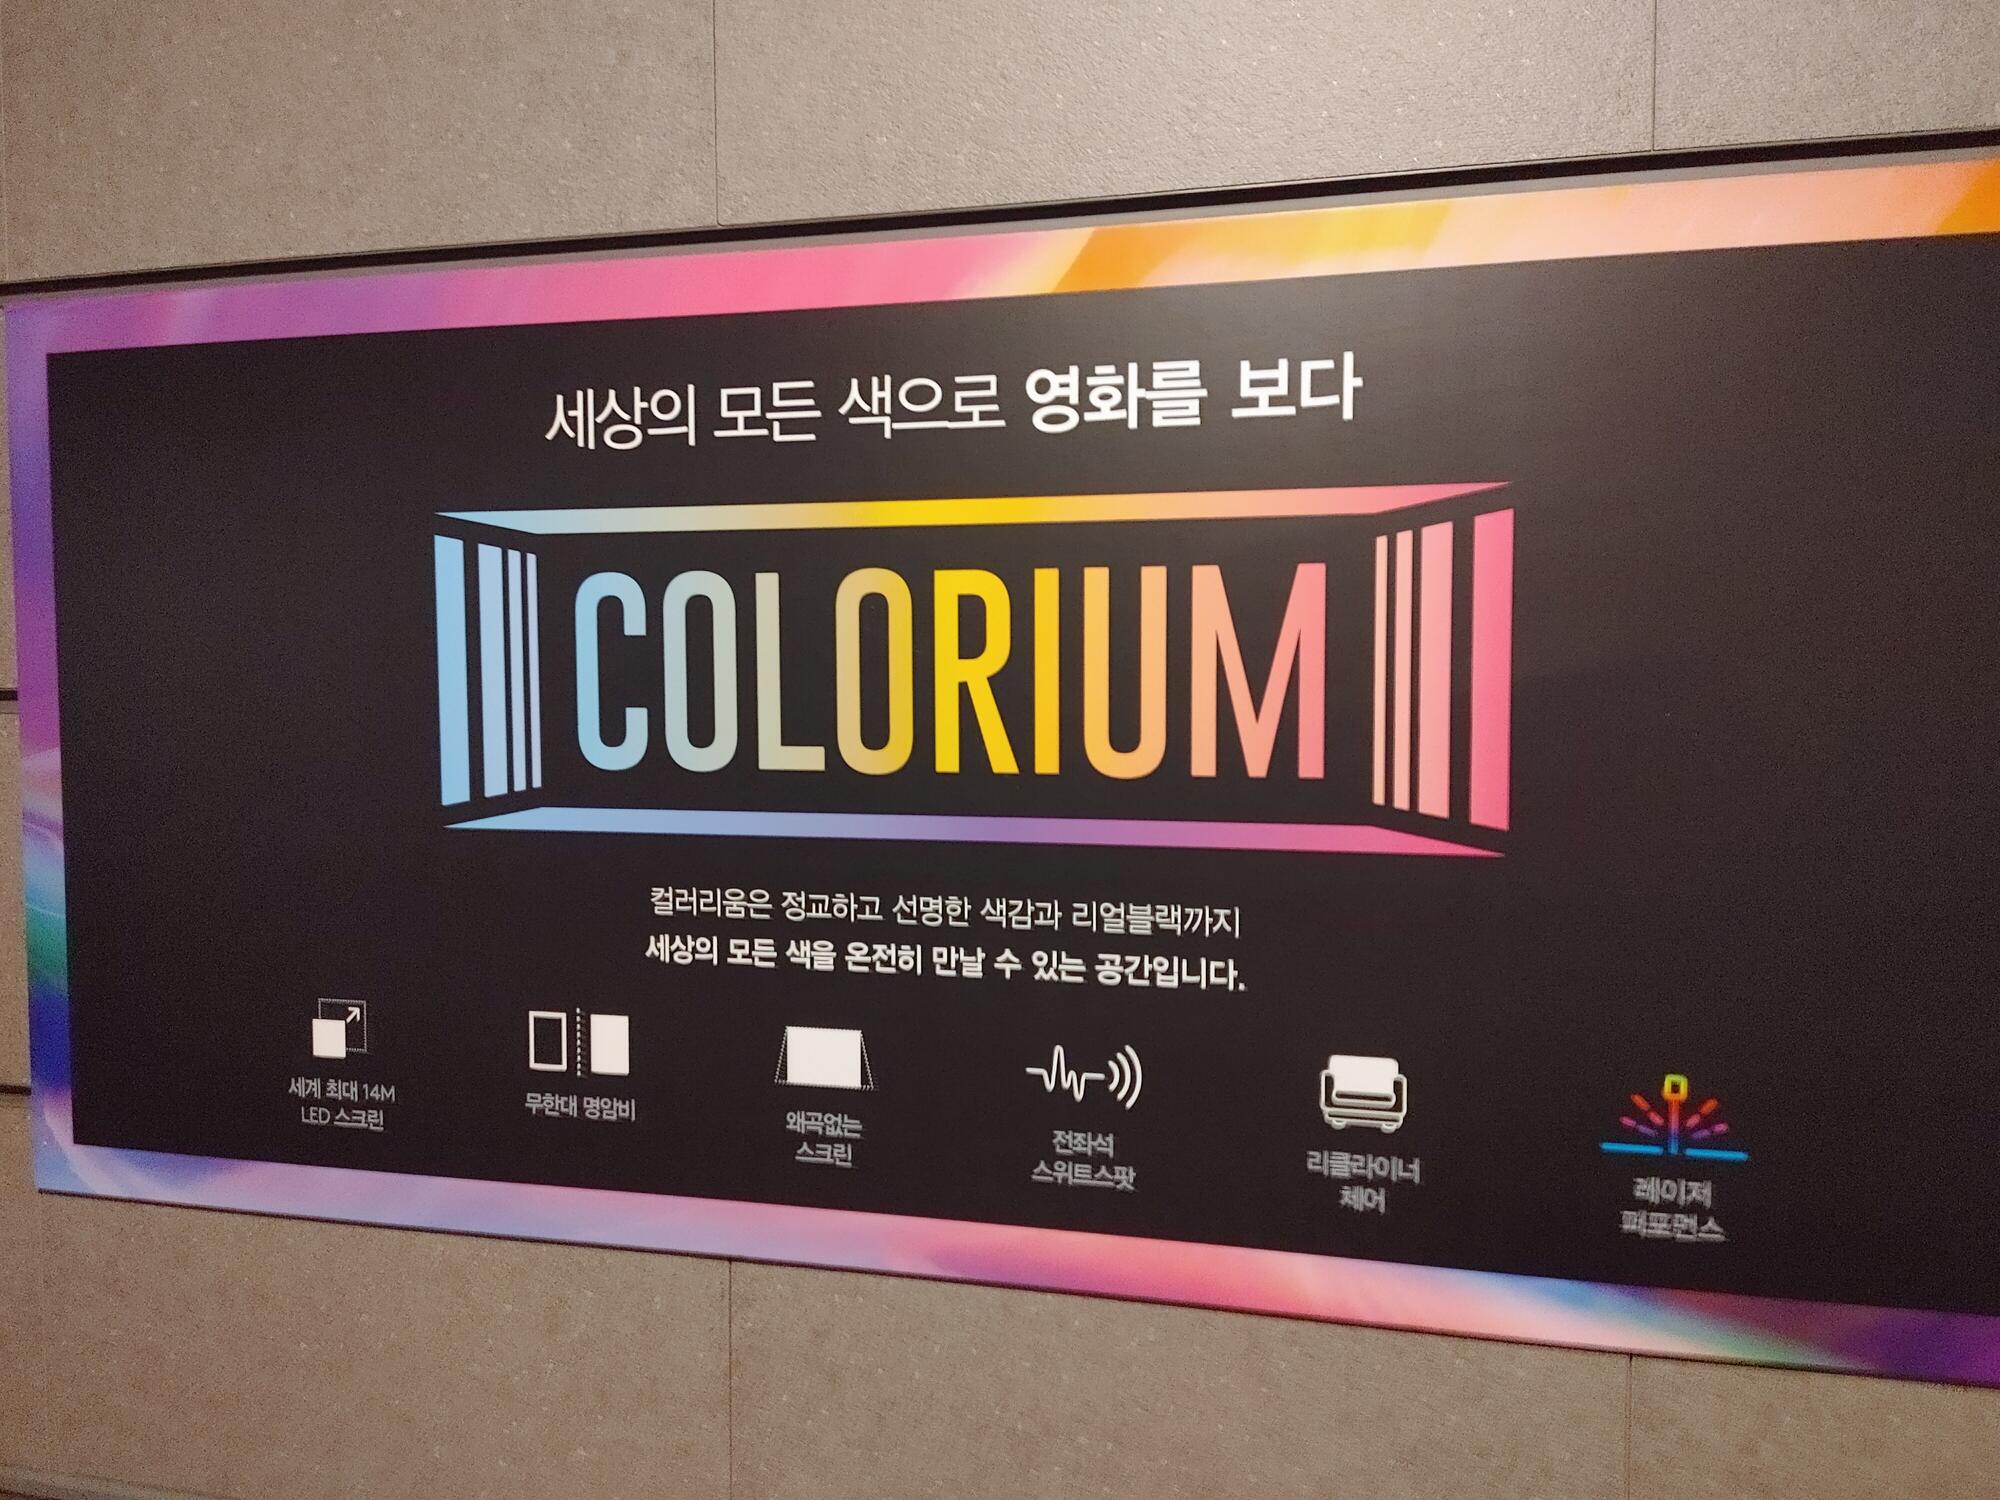 세상의 모든 색으로 영화를 보다
COLORIUM
컬러리움은 정교하고 선명한 색감과 리얼블랙까지
세상의 모든 색을 온전히 만날 수 있는 공간입니다.
세계 최대 14M
LED 스크린
무한대 명암비
왜곡없는
스크린
전좌석
스위트스팟
리클라이너
체어
레이저
퍼포먼스